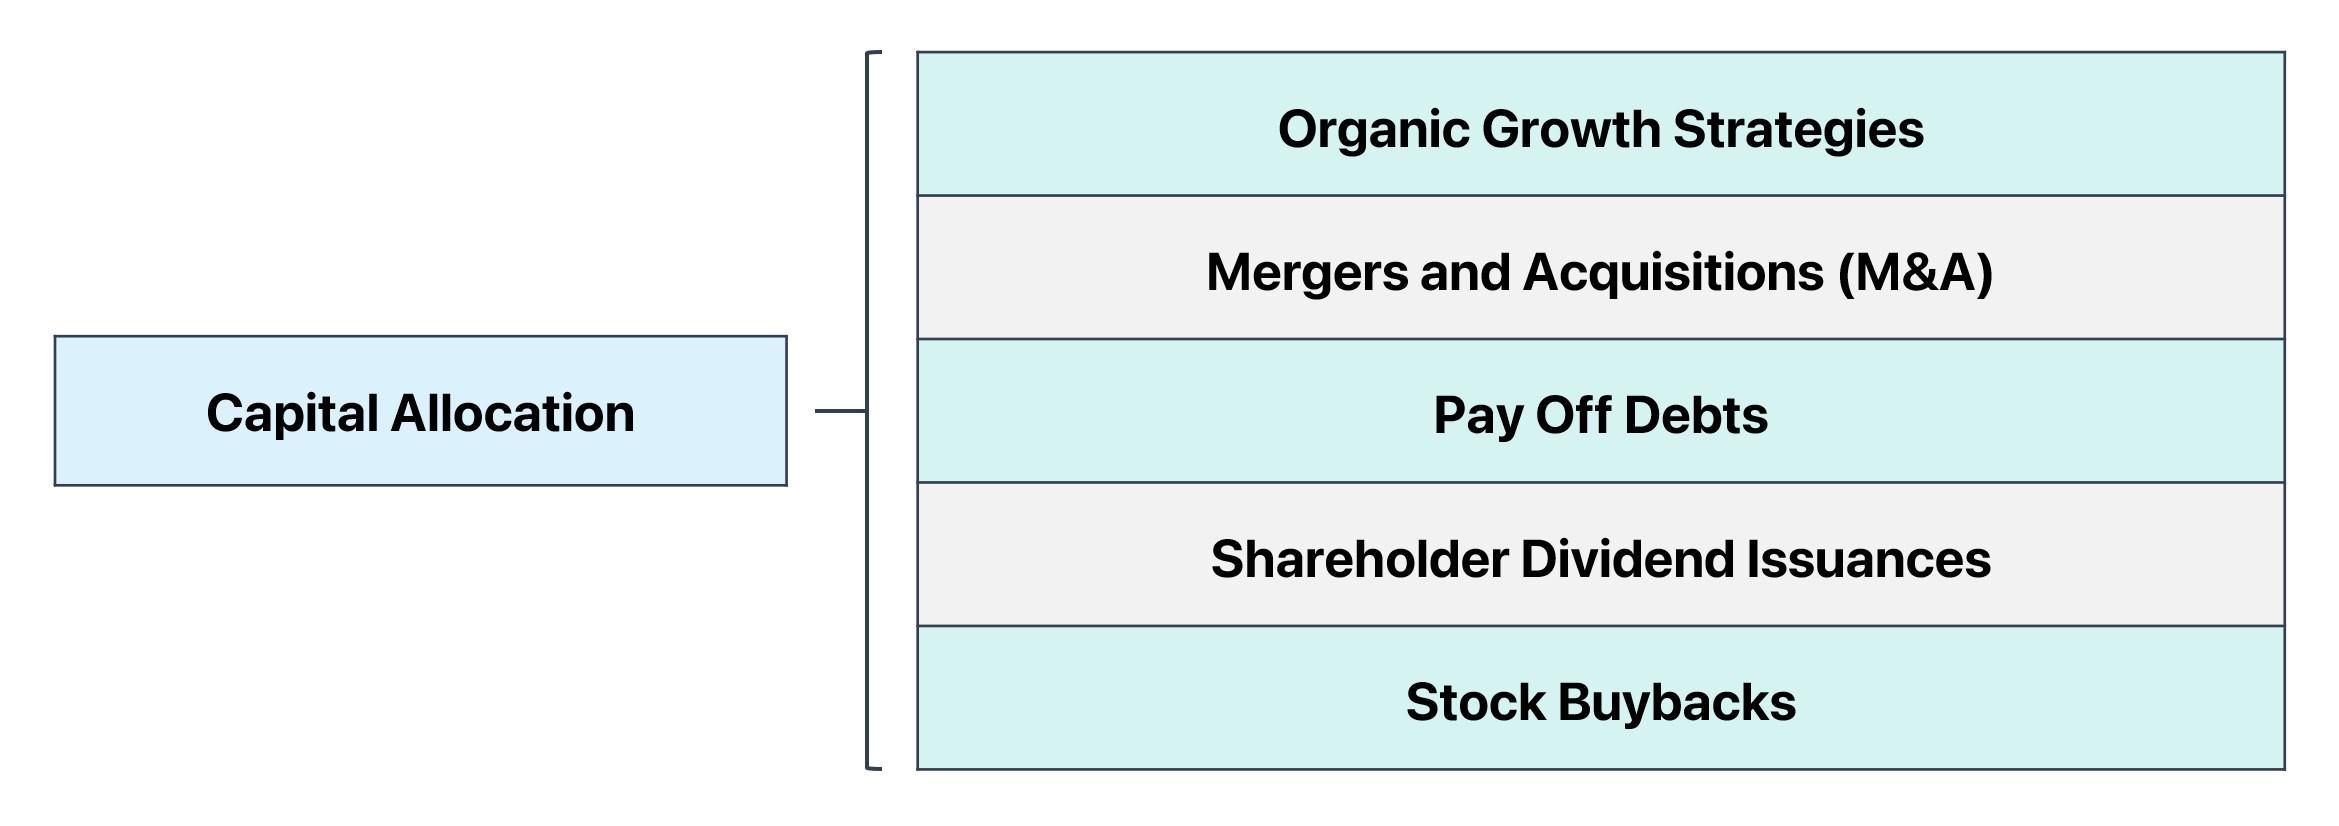 Organic Growth Strategies
Mergers and Acquisitions (M&A)
Capital Allocation
Pay Off Debts
Shareholder Dividend Issuances
Stock Buybacks